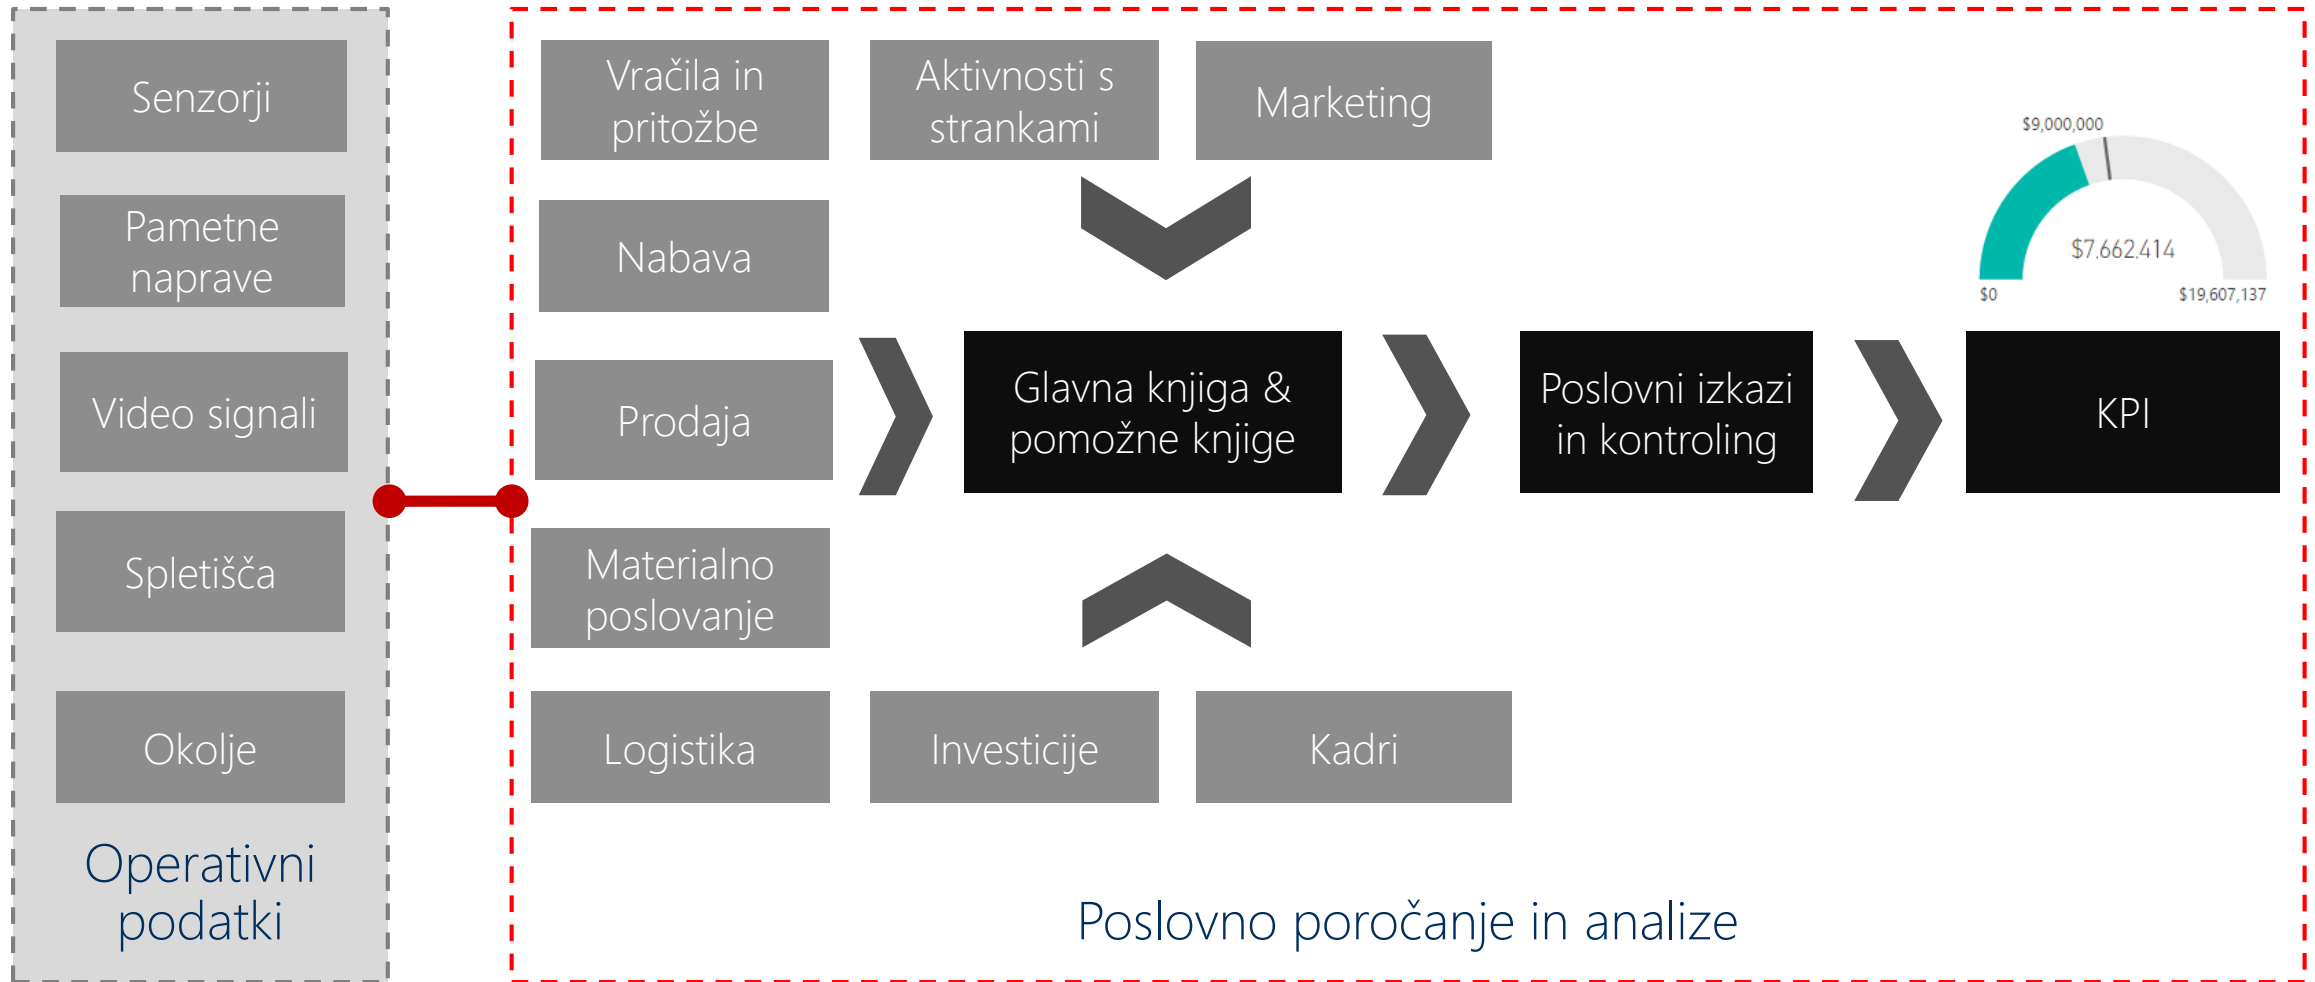 Senzorji
Pametne
naprave
Video signali
Spletišča
Okolje
Operativni
podatki
Vračila in
pritožbe
Aktivnosti s
strankami
Marketing
Nabava
Prodaja
Materialno
poslovanje
Logistika
Investicije
Kadri
Glavna knjiga &
pomožne knjige
Poslovni izkazi
in kontroling
$9,000,000
$7,662,414
$0
$19,607,137
KPI
Poslovno poročanje in analize